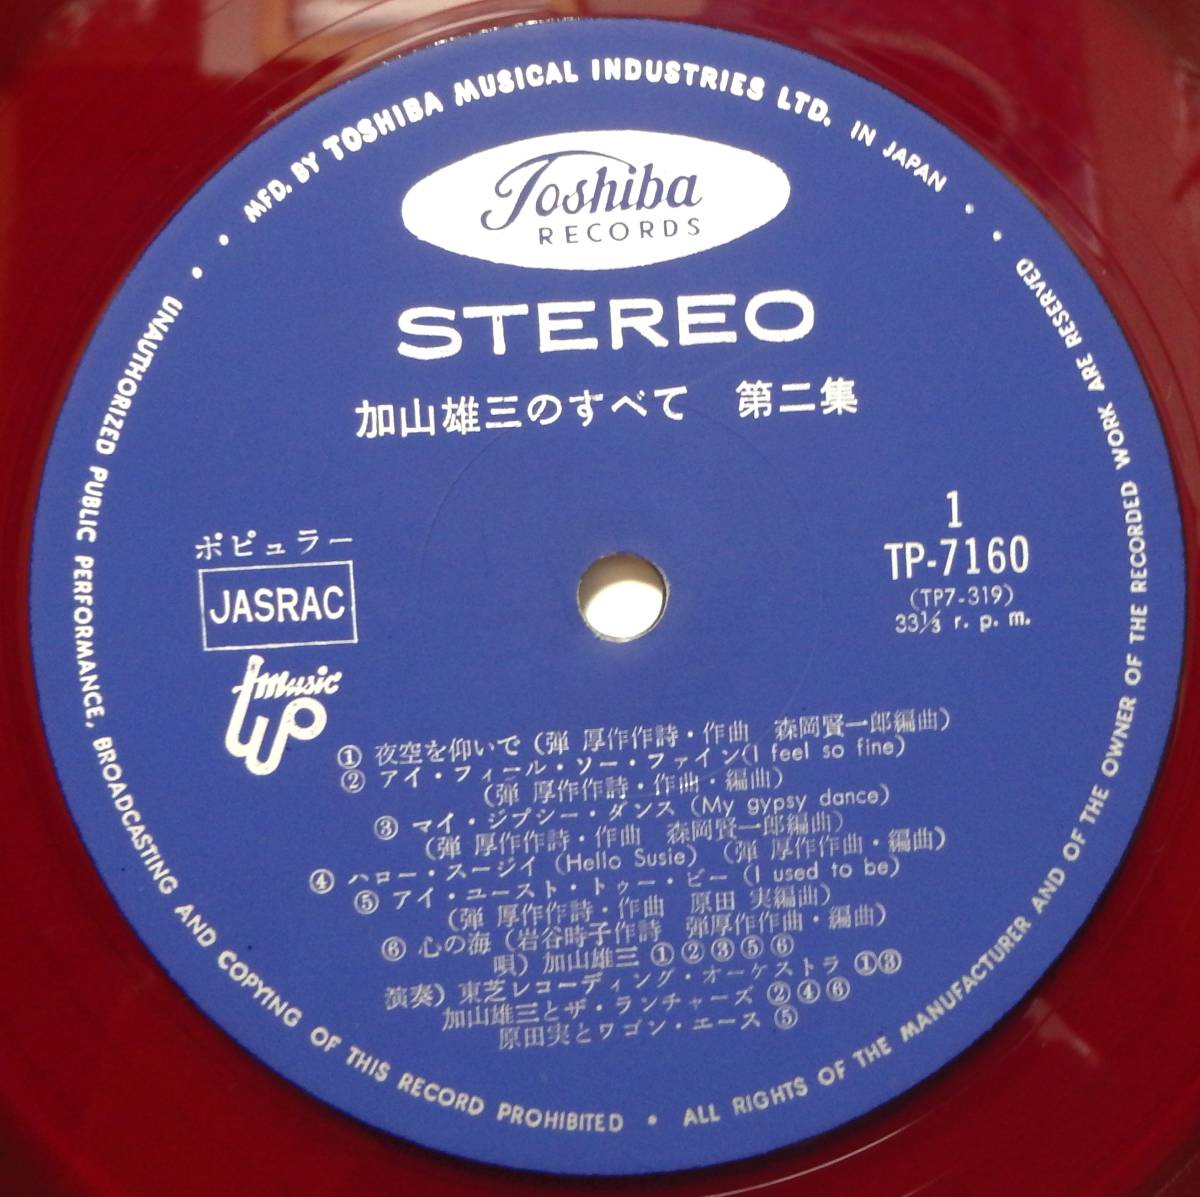 MFD. BY TOSHIBA MUSICAL INDUSTRIES LTD. IN JAPAN
Toshiba
RECORDS
STEREO
加山雄三のすべて 第二集
1
TP-7160
(TP7-319)
33⅓ r. p. m.
ポピュラー
JASRAC
music
① 夜空を仰いで (弾 厚作作詩・作曲 森岡賢一郎編曲)
② アイ・フィール・ソー・ファイン(I feel so fine)
(弾 厚作作詩・作曲・編曲)
③ マイ・ジプシー・ダンス (My gypsy dance)
(弾 厚作作詩・作曲 森岡賢一郎編曲)
④ ハロー・スージイ (Hello Susie) (弾 厚作作曲・編曲)
⑤ アイ・ユースト・トゥー・ビー (I used to be)
(弾 厚作作詩・作曲 原田 実編曲)
⑥ 心の海 (岩谷時子作詩 弾厚作作曲・編曲)
唄) 加山雄三 ①②③⑤⑥
演奏) 東芝レコーディング・オーケストラ ①③
加山雄三とザ・ランチャーズ ②④⑥
原田実とワゴン・エース ⑤
UNAUTHORIZED PUBLIC PERFORMANCE, BROADCASTING AND COPYING OF THIS RECORD PROHIBITED • ALL RIGHTS OF THE MANUFACTURER AND OF THE OWNER OF THE RECORDED WORK ARE RESERVED